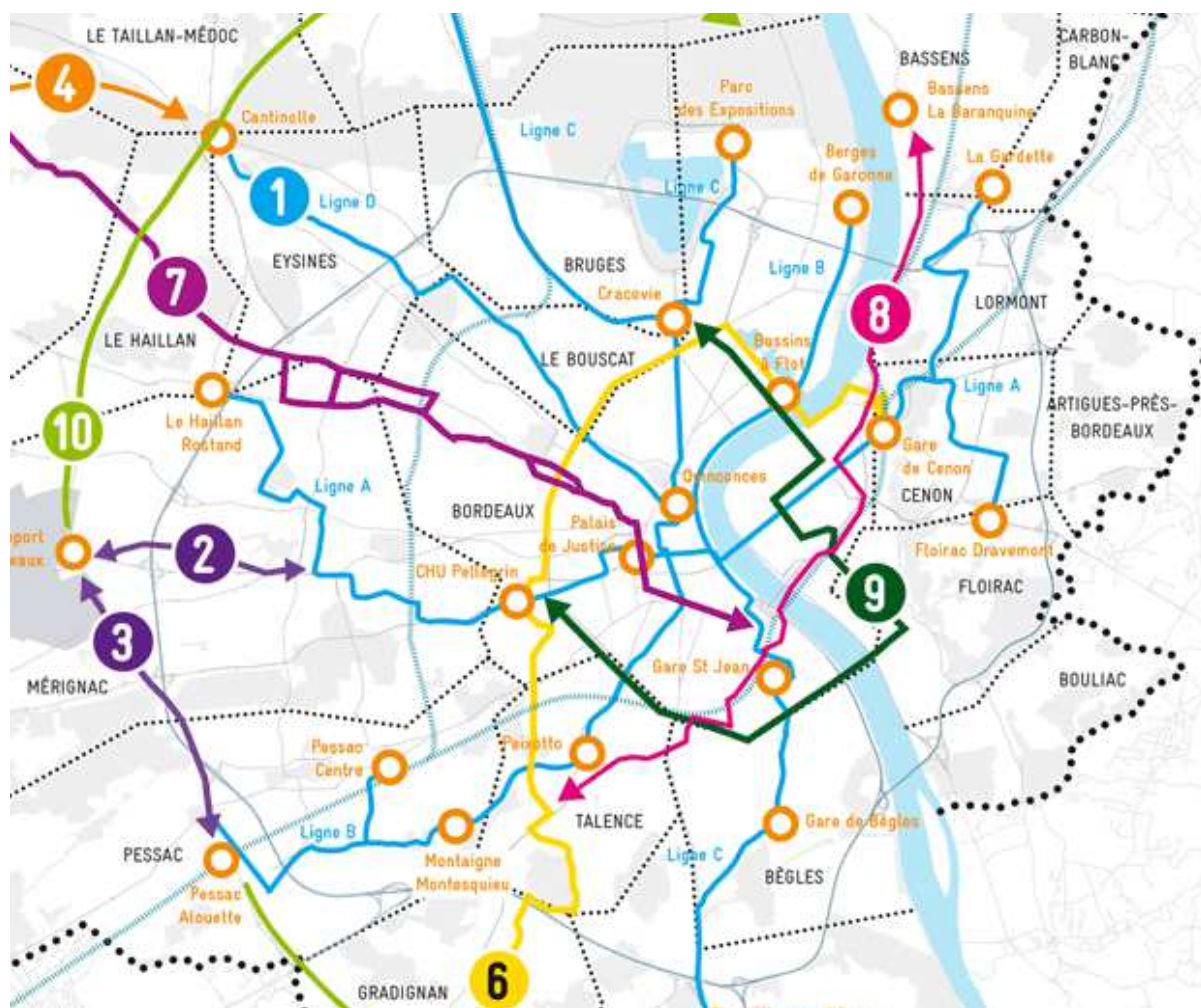 LE TAILLAN-MÉDOC
CARBON-
BLANC
BASSENS
4
Cantinolle
Ligne C
Parc
des Expositions
Bassens
La Garanquine
La Gardette
Berges
de Garonne
1
Ligne D
Ligne C
EYSINES
BRUGES
Ligne B
7
Cracovie
8
LORMONT
LE HAILLAN
LE BOUSCAT
Bassins
à Flot
Ligne A
ARTIGUES-PRÈS-
BORDEAUX
Le Haillan
Rostand
10
Gare
de Cenon
CENON
Ligne A
Quinconces
BORDEAUX
Palais
de Justice
Floirac Dravemont
2
CHU Pellegrin
9
FLOIRAC
3
Gare St Jean
MÉRIGNAC
BOULIAC
Pessac
Centre
Peixotto
PESSAC
Ligne B
TALENCE
Gare de Bègles
Pessac
Alouette
Montaigne
Montesquieu
Ligne C
BÈGLES
6
GRADIGNAN